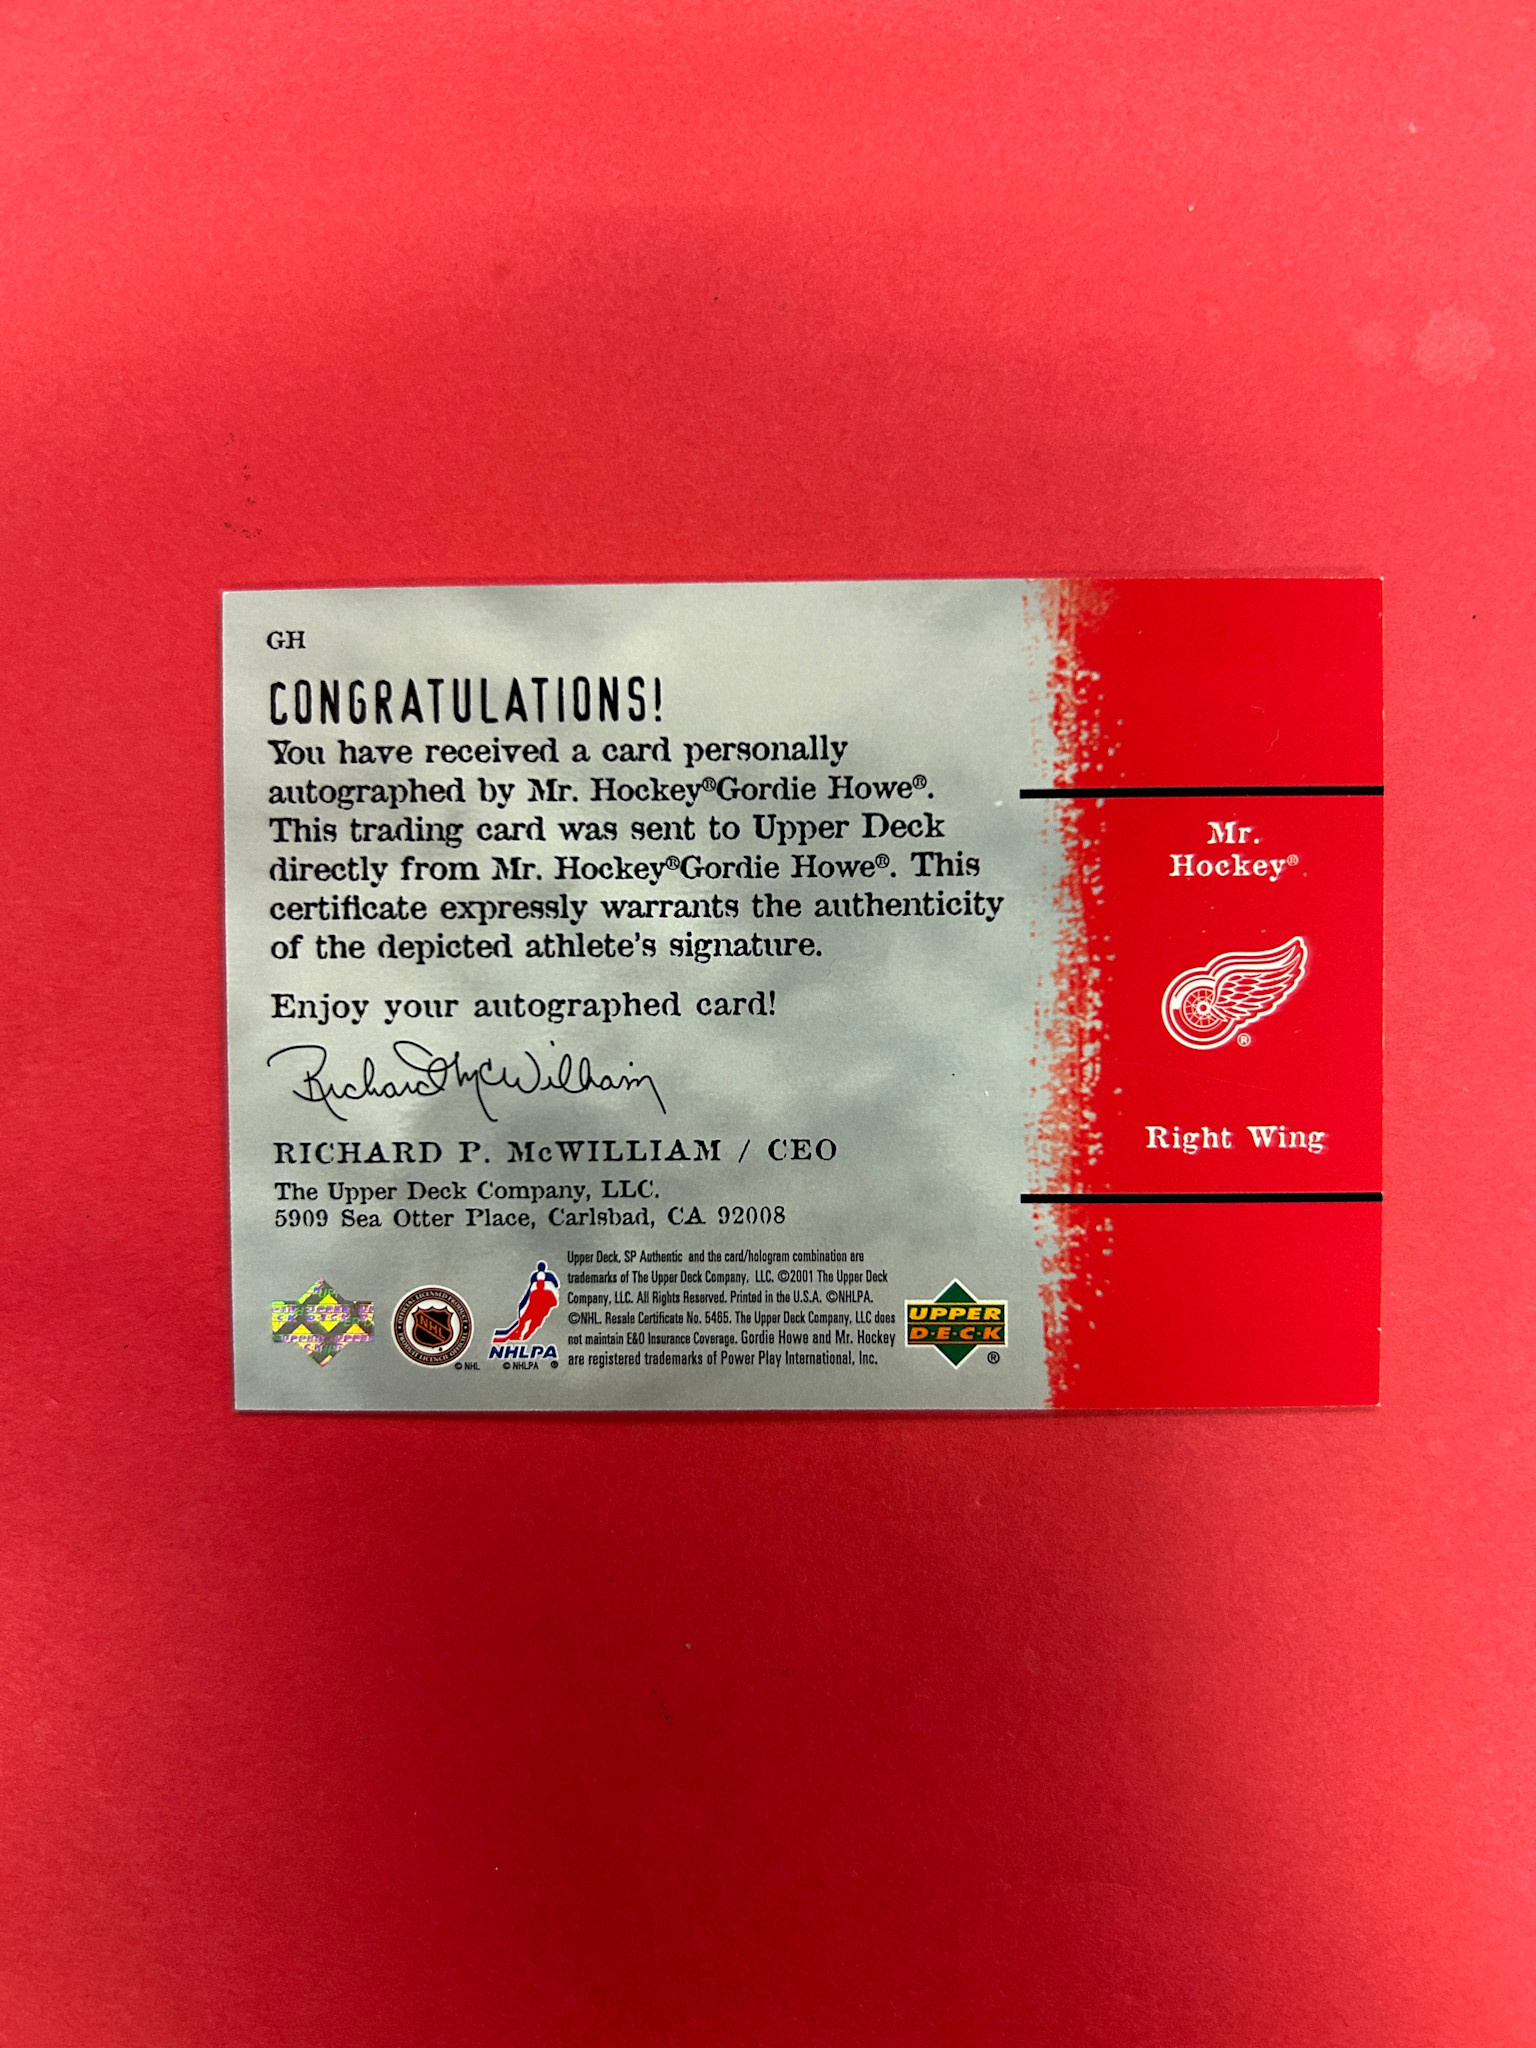 GH
CONGRATULATIONS!
You have received a card personally
autographed by Mr. Hockey®Gordie Howe®.
This trading card was sent to Upper Deck
directly from Mr. Hockey®Gordie Howe®. This
certificate expressly warrants the authenticity
of the depicted athlete's signature.
Enjoy your autographed card!
Richard McWilliam
RICHARD P. McWILLIAM / CEO
The Upper Deck Company, LLC.
5909 Sea Otter Place, Carlsbad, CA 92008
Upper Deck, SP Authentic and the card/hologram combination are
trademarks of The Upper Deck Company, LLC. ©2001 The Upper Deck
Company, LLC. All Rights Reserved. Printed in the U.S.A. ©NHLPA.
©NHL. Resale Certificate No. 5465. The Upper Deck Company, LLC does
not maintain E&O Insurance Coverage. Gordie Howe and Mr. Hockey
are registered trademarks of Power Play International, Inc.
NHL
© NHL
NHLPA
© NHLPA ®
UPPER
D·E·C·K
®
Mr.
Hockey®
®
Right Wing